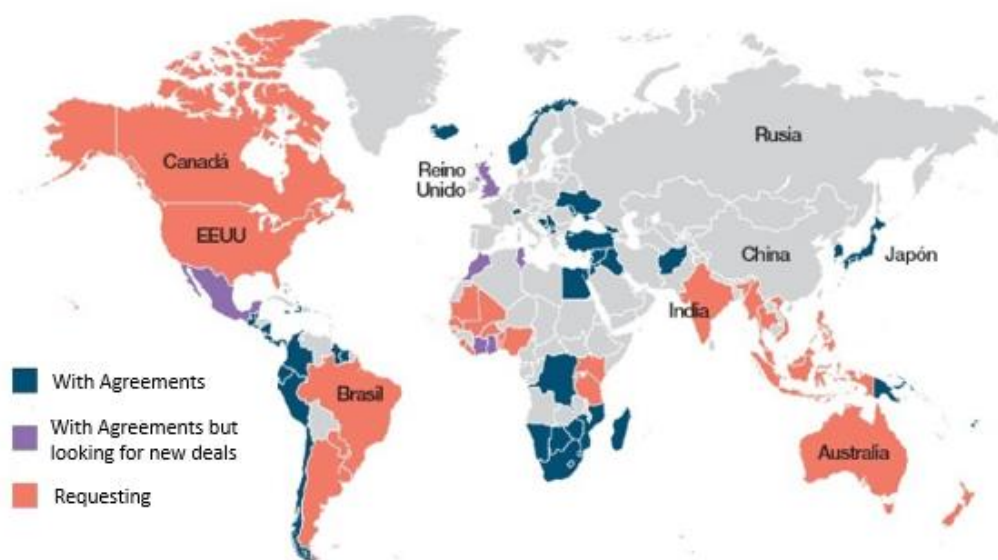 Canadá
EEUU
Brasil
Reino
Unido
Rusia
China
Japón
India
Australia
With Agreements
With Agreements but
looking for new deals
Requesting